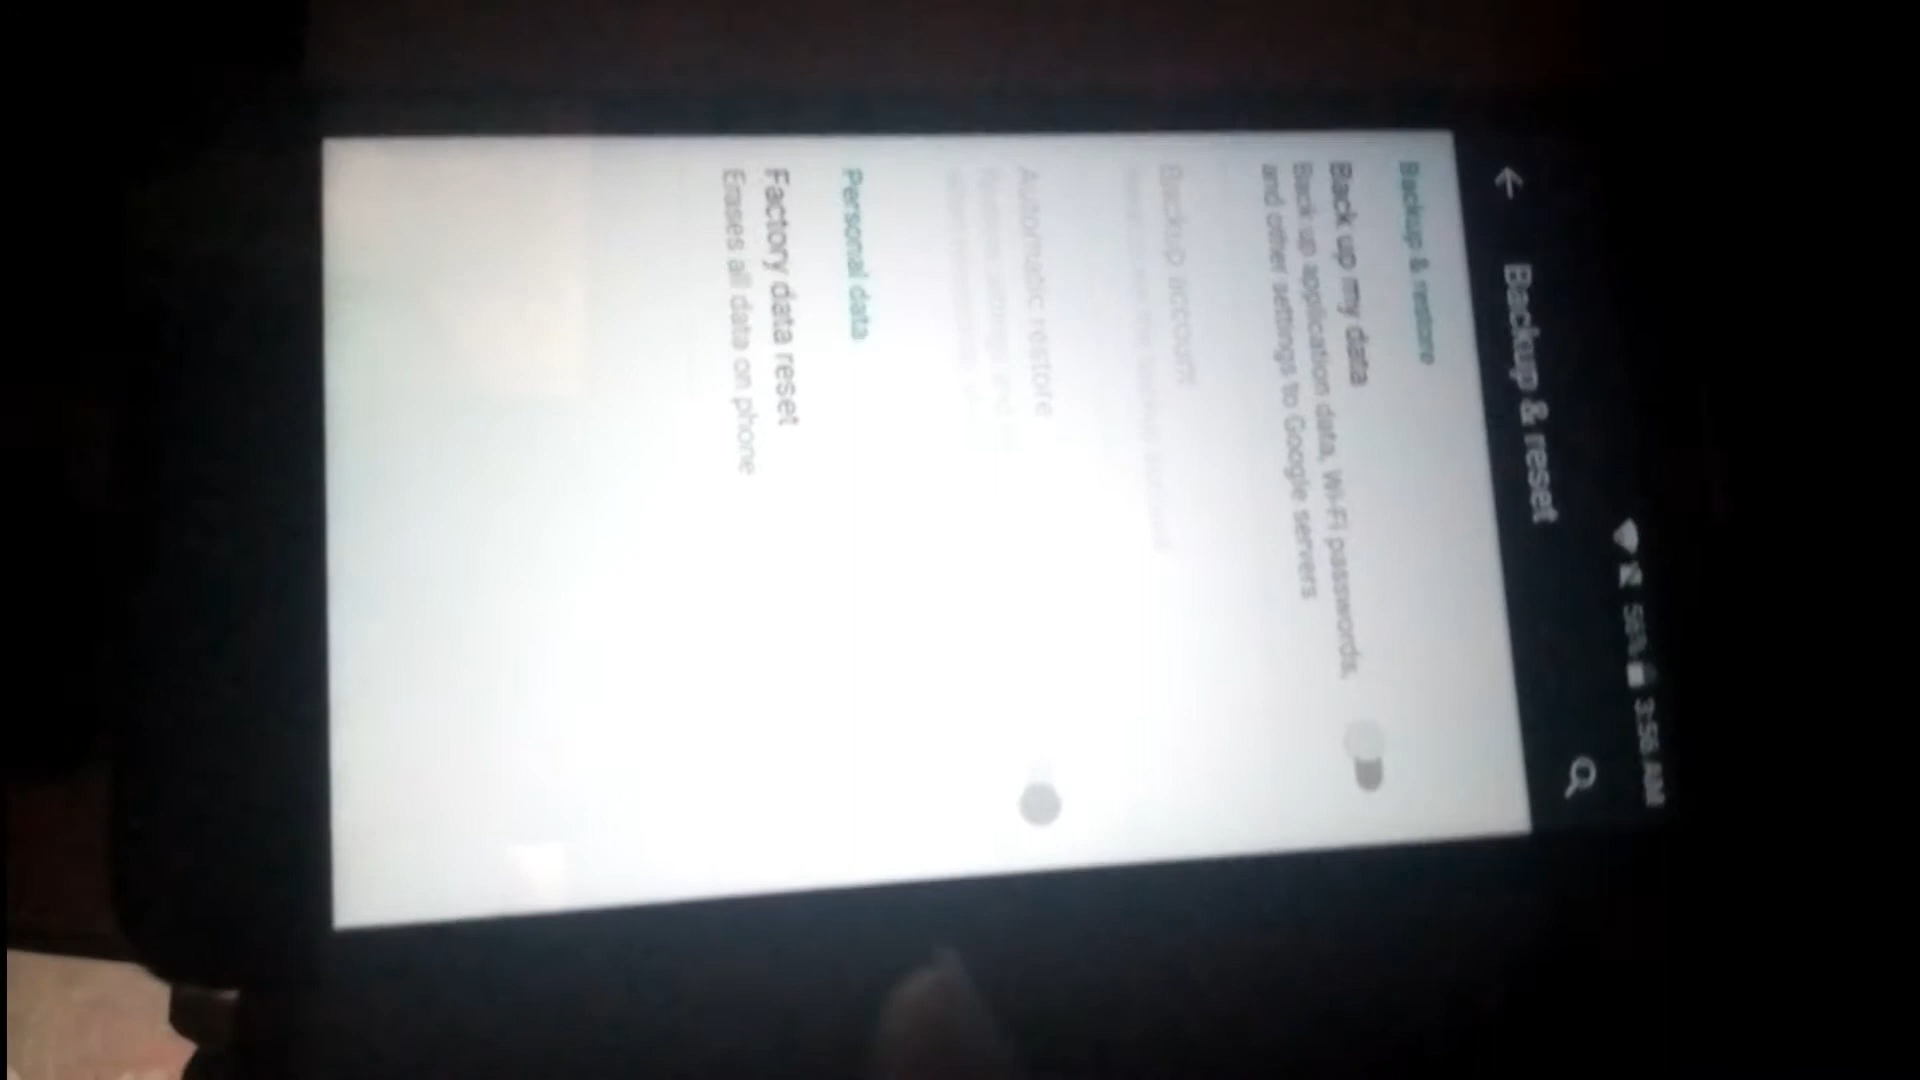 3:56 AM
Backup & reset
Backup & restore
Back up my data
Back up application data, Wi-Fi passwords,
and other settings to Google servers
Backup account
Automatic restore
Personal data
Factory data reset
Erases all data on phone